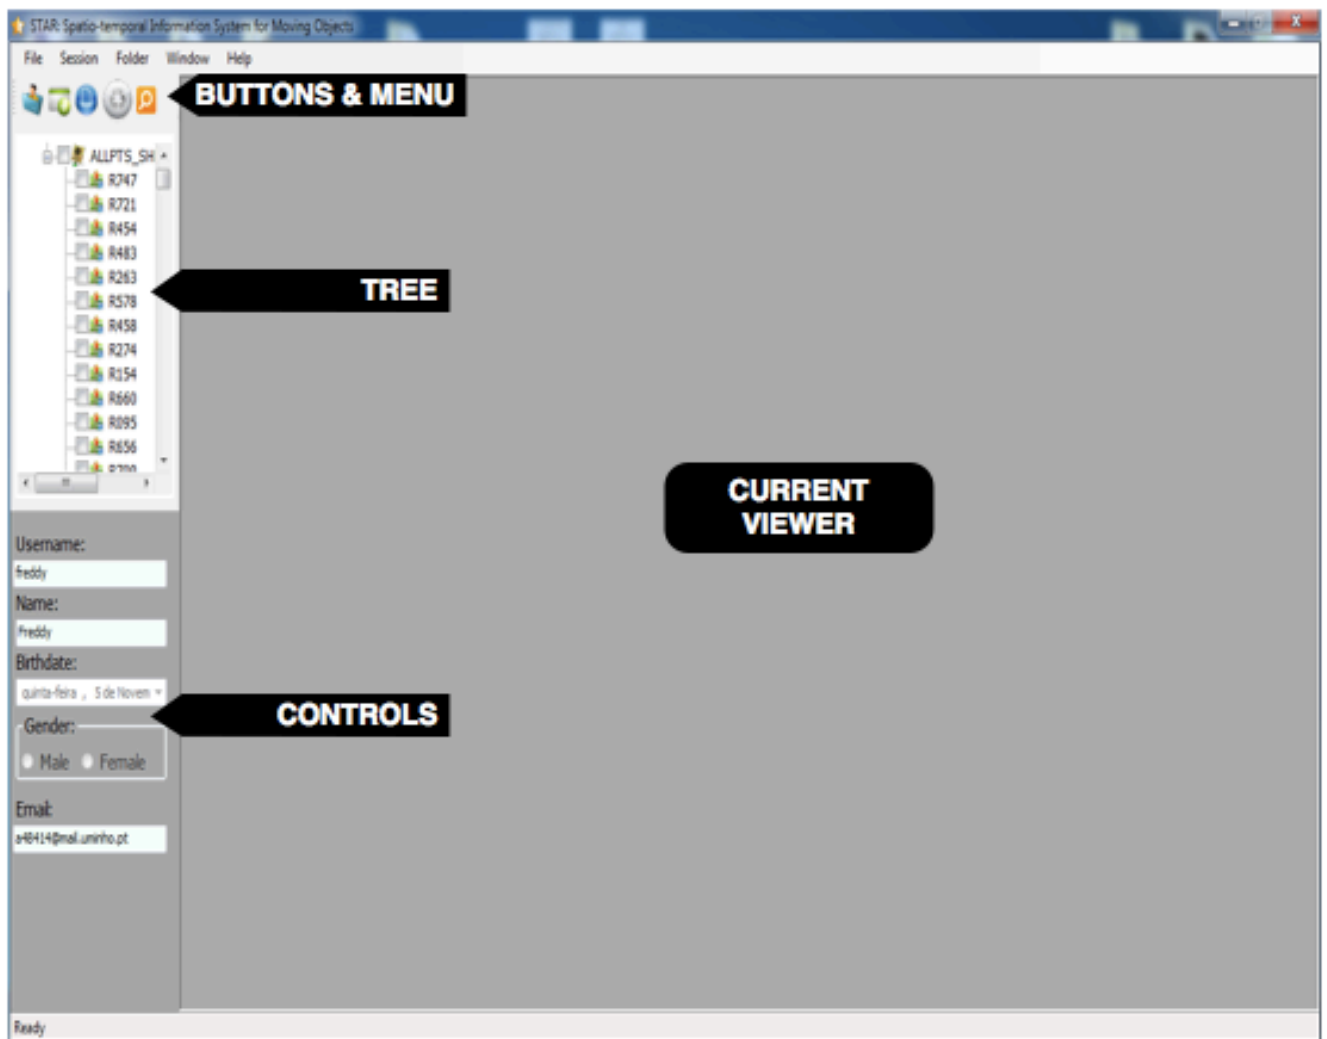 STAR: Spatio-temporal Information System for Moving Objects
File Session Folder Window Help
BUTTONS & MENU
ALLPTS_SH
R747
R721
R454
R483
R263
TREE
R578
R458
R274
R154
R660
R095
R656
CURRENT
VIEWER
Username:
freddy
Name:
Freddy
Birthdate:
quinta-feira , 5 de Novem
CONTROLS
Gender:
Male Female
Email:
a48414@mail.uminho.pt
Ready